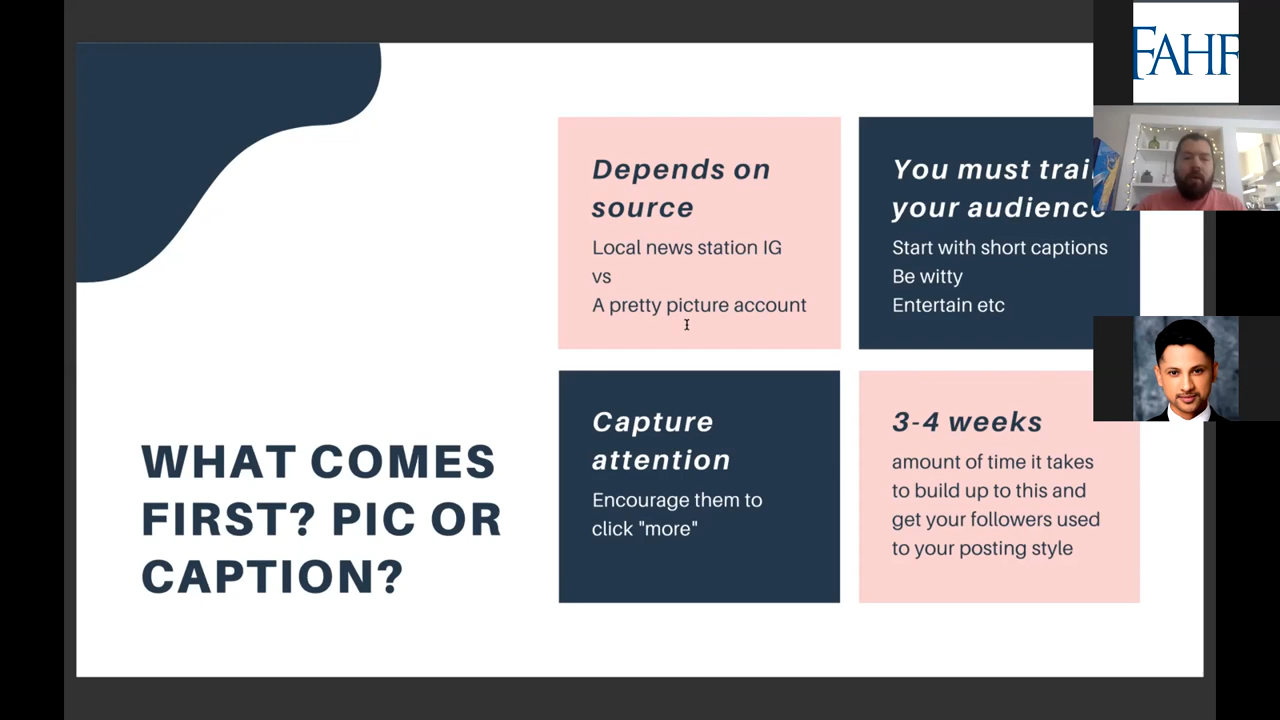 WHAT COMES
FIRST? PIC OR
CAPTION?
Depends on
source
Local news station IG
vs
A pretty picture account
You must
your audience
Start with short captions
Be witty
Entertain etc
Capture
attention
Encourage them to
click "more"
3-4 weeks
amount of time it takes
to build up to this and
get your followers used
to your posting style